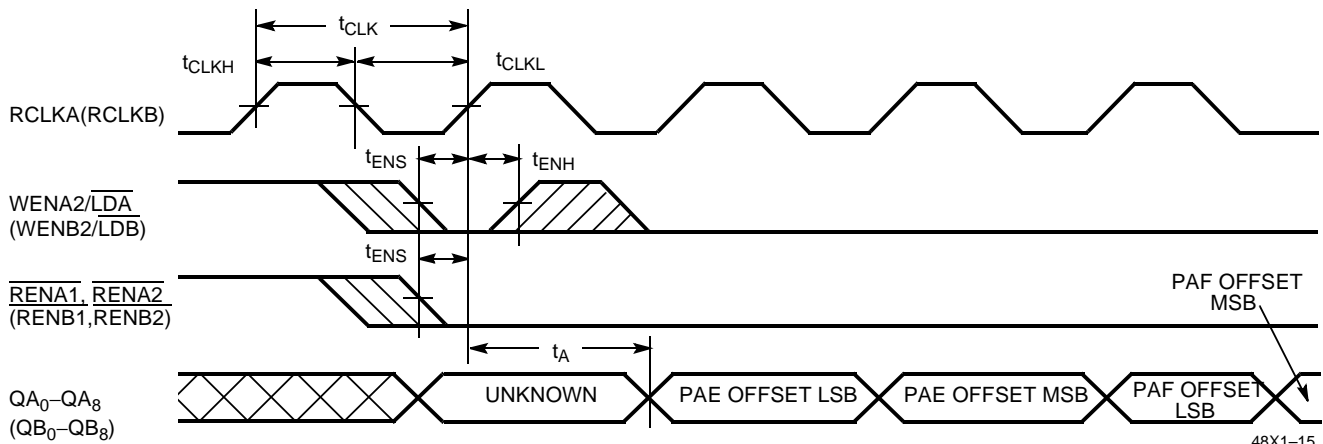 tCLK
tCLKH
tCLKL
RCLKA(RCLKB)
tENS
tENH
WENA2/LDA
(WENB2/LDB)
tENS
RENA1, RENA2
(RENB1,RENB2)
PAF OFFSET
MSB
tA
QA0–QA8
(QB0–QB8)
UNKNOWN
PAE OFFSET LSB
PAE OFFSET MSB
PAF OFFSET
LSB
48X1–15